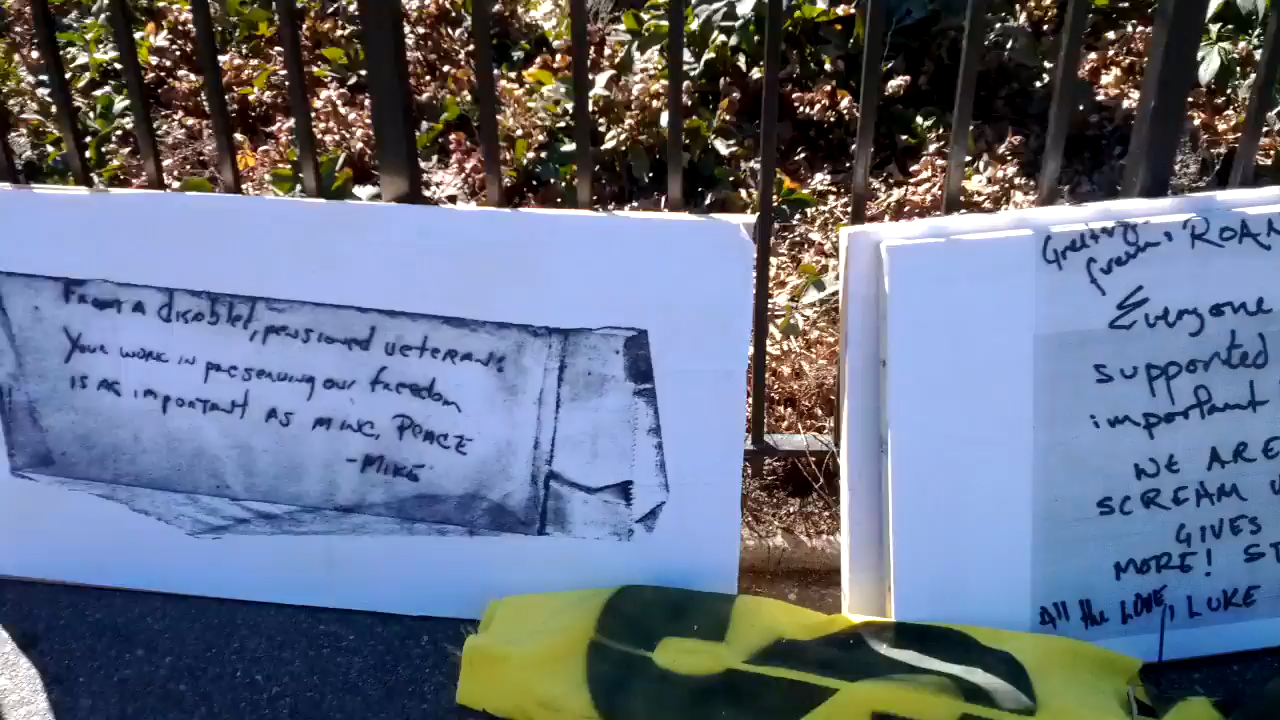 From a disabled, pensioned veteran:
Your work in preserving our freedom
is as important as mine. Peace
-Mike
Greetings
from: ROAN
Everyone
supported
important
WE ARE
SCREAM
GIVES
MORE! ST
All the LOVE, LUKE